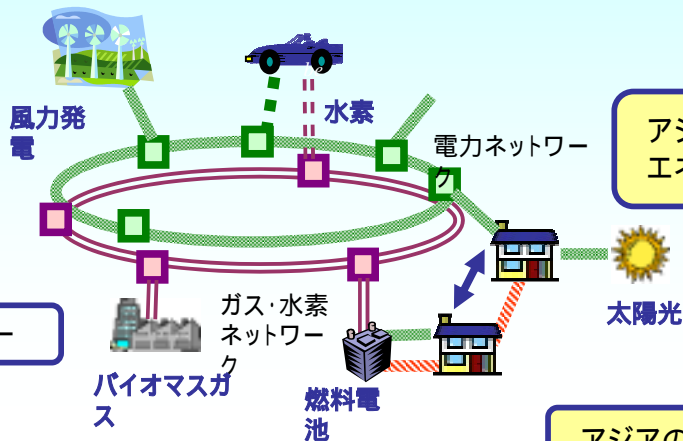 風力発
電
水素
電力ネットワー
ク
アジ
エネ
太陽光
ー
ガス・水素
ネットワー
ク
バイオマスガ
ス
燃料電
池
アジアの